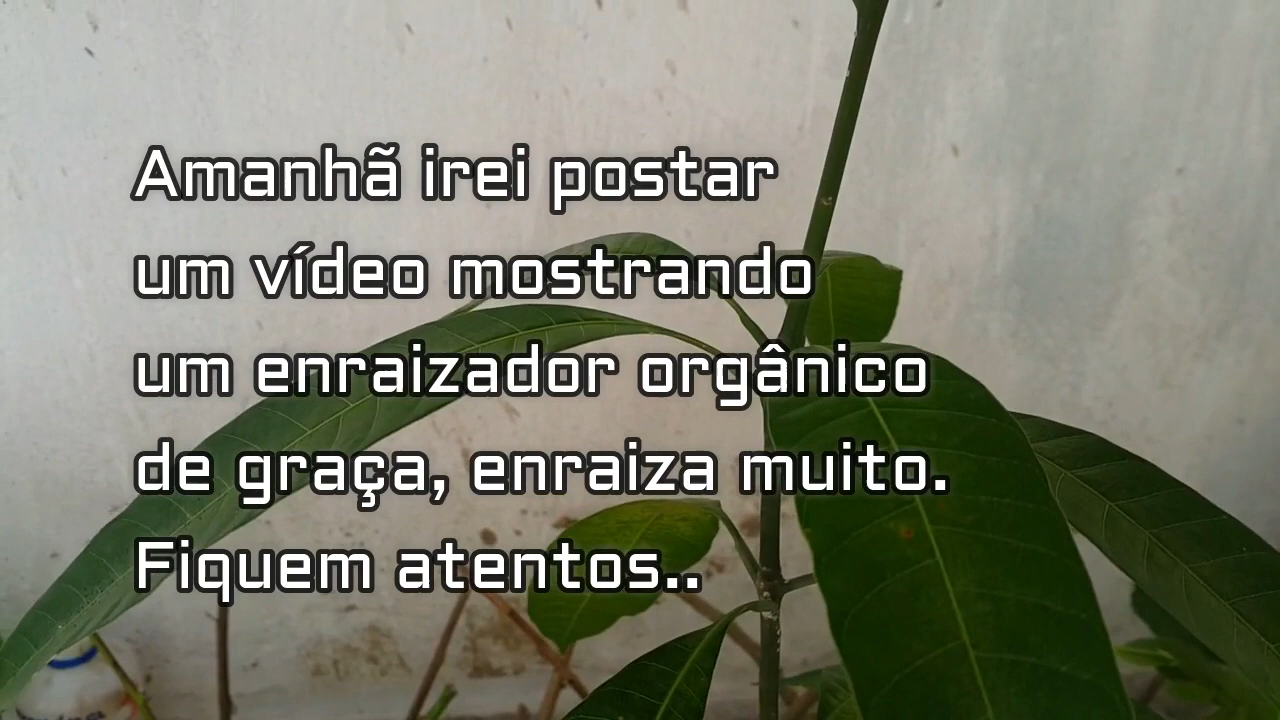 Amanhã irei postar
um vídeo mostrando
um enraizador orgânico
de graça, enraiza muito.
Fiquem atentos..